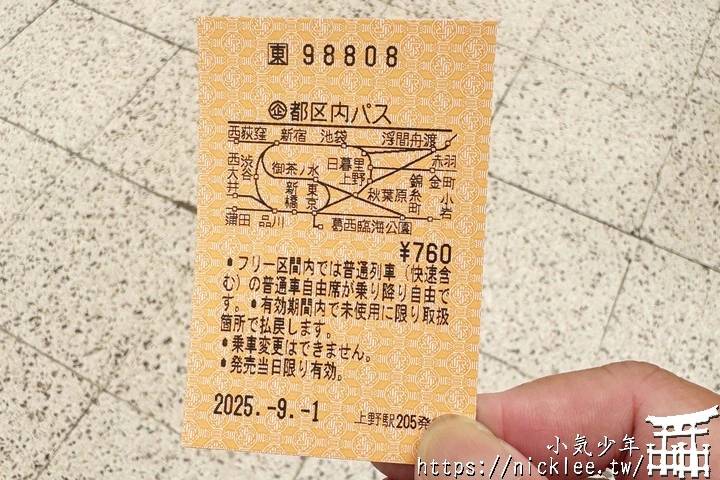 東 98808
企都区内パス
西荻窪 新宿 池袋 浮間舟渡
赤羽
西大井 渋谷 御茶ノ水 日暮里
上野 錦糸町 金町
新橋 東京 秋葉原 小岩
蒲田 品川 葛西臨海公園
¥760
●フリー区間内では普通列車（快速含
む）の普通車自由席が乗り降り自由で
す。●有効期間内で未使用に限り取扱
箇所で払戻します。
●乗車変更はできません。
●発売当日限り有効。
2025.-9.-1 上野駅205発
小氣少年
https://nicklee.tw/